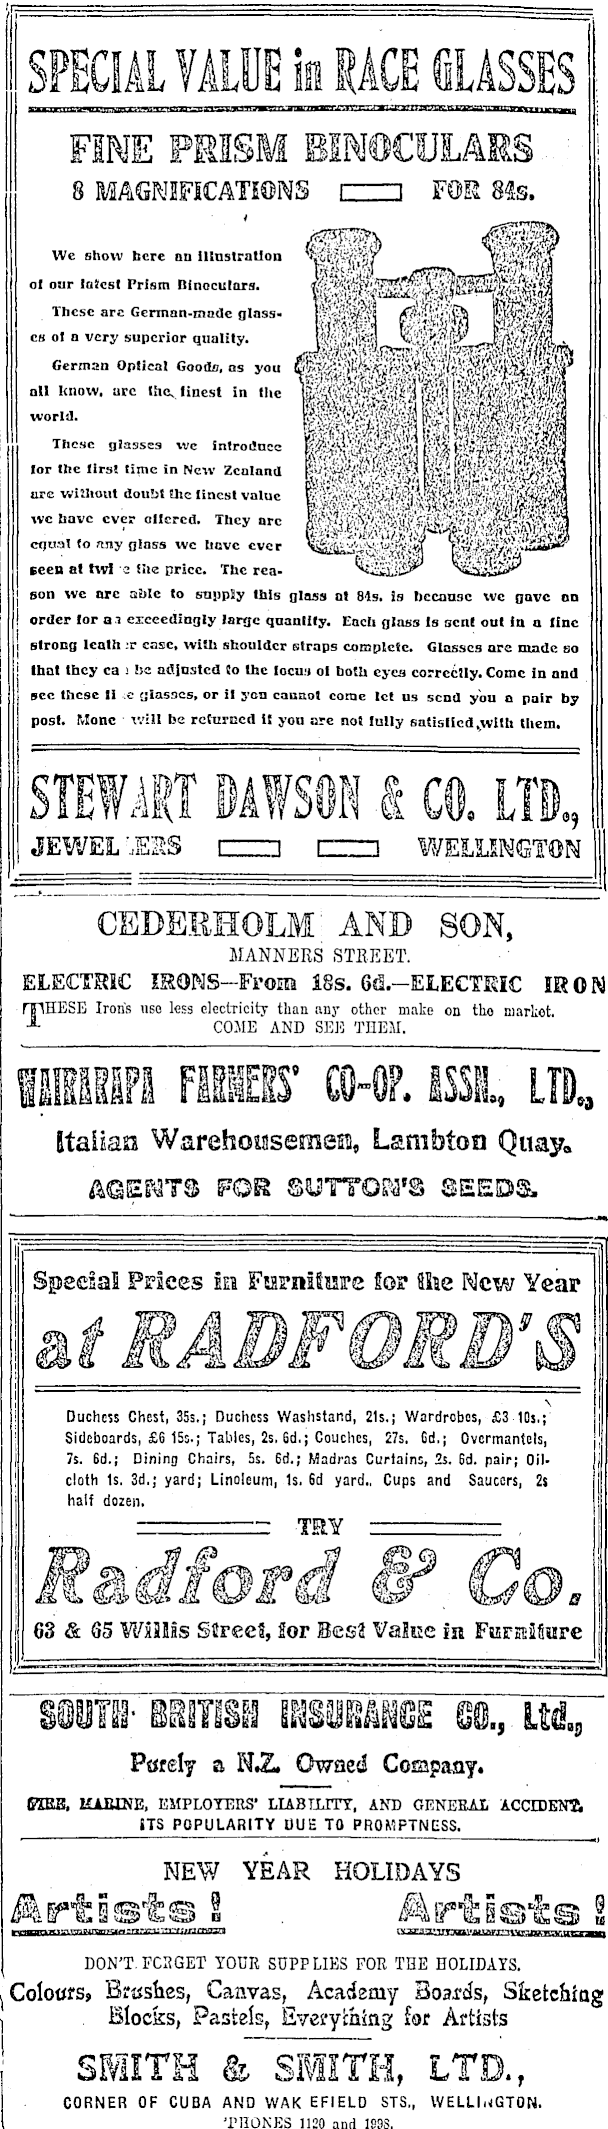 SPECIAL VALUE in RACE GLASSES
FINE PRISM BINOCULARS
8 MAGNIFICATIONS FOR 84s.
We show here an illustration
of our latest Prism Binoculars.
These are German-made glass-
es of a very superior quality.
German Optical Goods, as you
all know, are the finest in the
world.
These glasses we introduce
for the first time in New Zealand
are without doubt the finest value
we have ever offered. They are
equal to any glass we have ever
seen at twi e the price. The rea-
son we are able to supply this glass at 84s. is because we gave an
order for an exceedingly large quantity. Each glass is sent out in a fine
strong leath r case, with shoulder straps complete. Glasses are made so
that they ca be adjusted to the focus of both eyes correctly. Come in and
see these fi e glasses, or if you cannot come let us send you a pair by
post. Mone will be returned if you are not fully satisfied with them.
STEWART DAWSON & CO. LTD.,
JEWEL ERS WELLINGTON
CEDERHOLM AND SON,
MANNERS STREET.
ELECTRIC IRONS—From 18s. 6d.—ELECTRIC IRON
THESE Irons use less electricity than any other make on the market.
COME AND SEE THEM.
WAIRARAPA FARMERS' CO-OP. ASSN., LTD.,
Italian Warehousemen, Lambton Quay.
AGENTS FOR SUTTON'S SEEDS.
Special Prices in Furniture for the New Year
at RADFORD'S
Duchess Chest, 35s.; Duchess Washstand, 21s.; Wardrobes, £3 10s.;
Sideboards, £6 15s.; Tables, 2s. 6d.; Couches, 27s. 6d.; Overmantels,
7s. 6d.; Dining Chairs, 5s. 6d.; Madras Curtains, 2s. 6d. pair; Oil-
cloth 1s. 3d.; yard; Linoleum, 1s. 6d yard., Cups and Saucers, 2s
half dozen.
TRY
Radford & Co.
63 & 65 Willis Street, for Best Value in Furniture
SOUTH BRITISH INSURANCE CO., Ltd.,
Purely a N.Z. Owned Company.
FIRE, MARINE, EMPLOYERS' LIABILITY, AND GENERAL ACCIDENT.
ITS POPULARITY DUE TO PROMPTNESS.
NEW YEAR HOLIDAYS
Artists! Artists!
DON'T FORGET YOUR SUPPLIES FOR THE HOLIDAYS.
Colours, Brushes, Canvas, Academy Boards, Sketching
Blocks, Pastels, Everything for Artists
SMITH & SMITH, LTD.,
CORNER OF CUBA AND WAKEFIELD STS., WELLINGTON.
'PHONES 1120 and 1998.